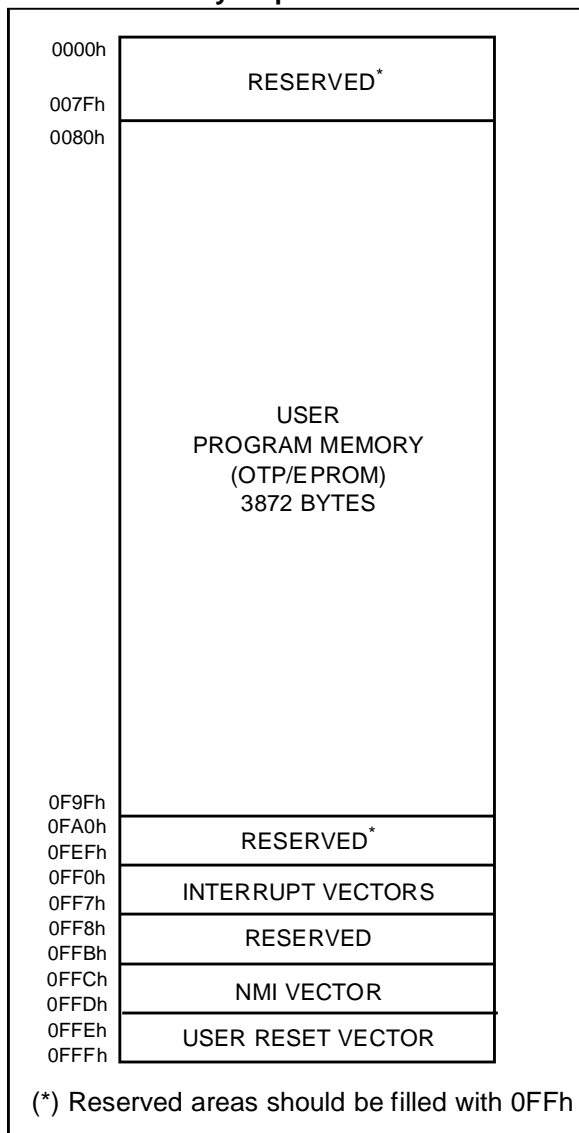 0000h
RESERVED*
007Fh
0080h
USER
PROGRAM MEMORY
(OTP/EPROM)
3872 BYTES
0F9Fh
0FA0h
RESERVED*
0FEFh
0FF0h
INTERRUPT VECTORS
0FF7h
0FF8h
RESERVED
0FFBh
0FFCh
NMI VECTOR
0FFDh
0FFEh
USER RESET VECTOR
0FFFh
(*) Reserved areas should be filled with 0FFh